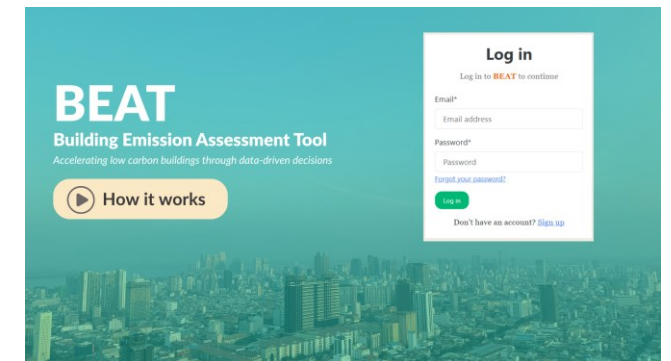 BEAT
Building Emission Assessment Tool
Accelerating low carbon buildings through data-driven decisions
How it works
Log in
Log in to BEAT to continue
Email*
Email address
Password*
Password
Forgot your password?
Log in
Don't have an account? Sign up